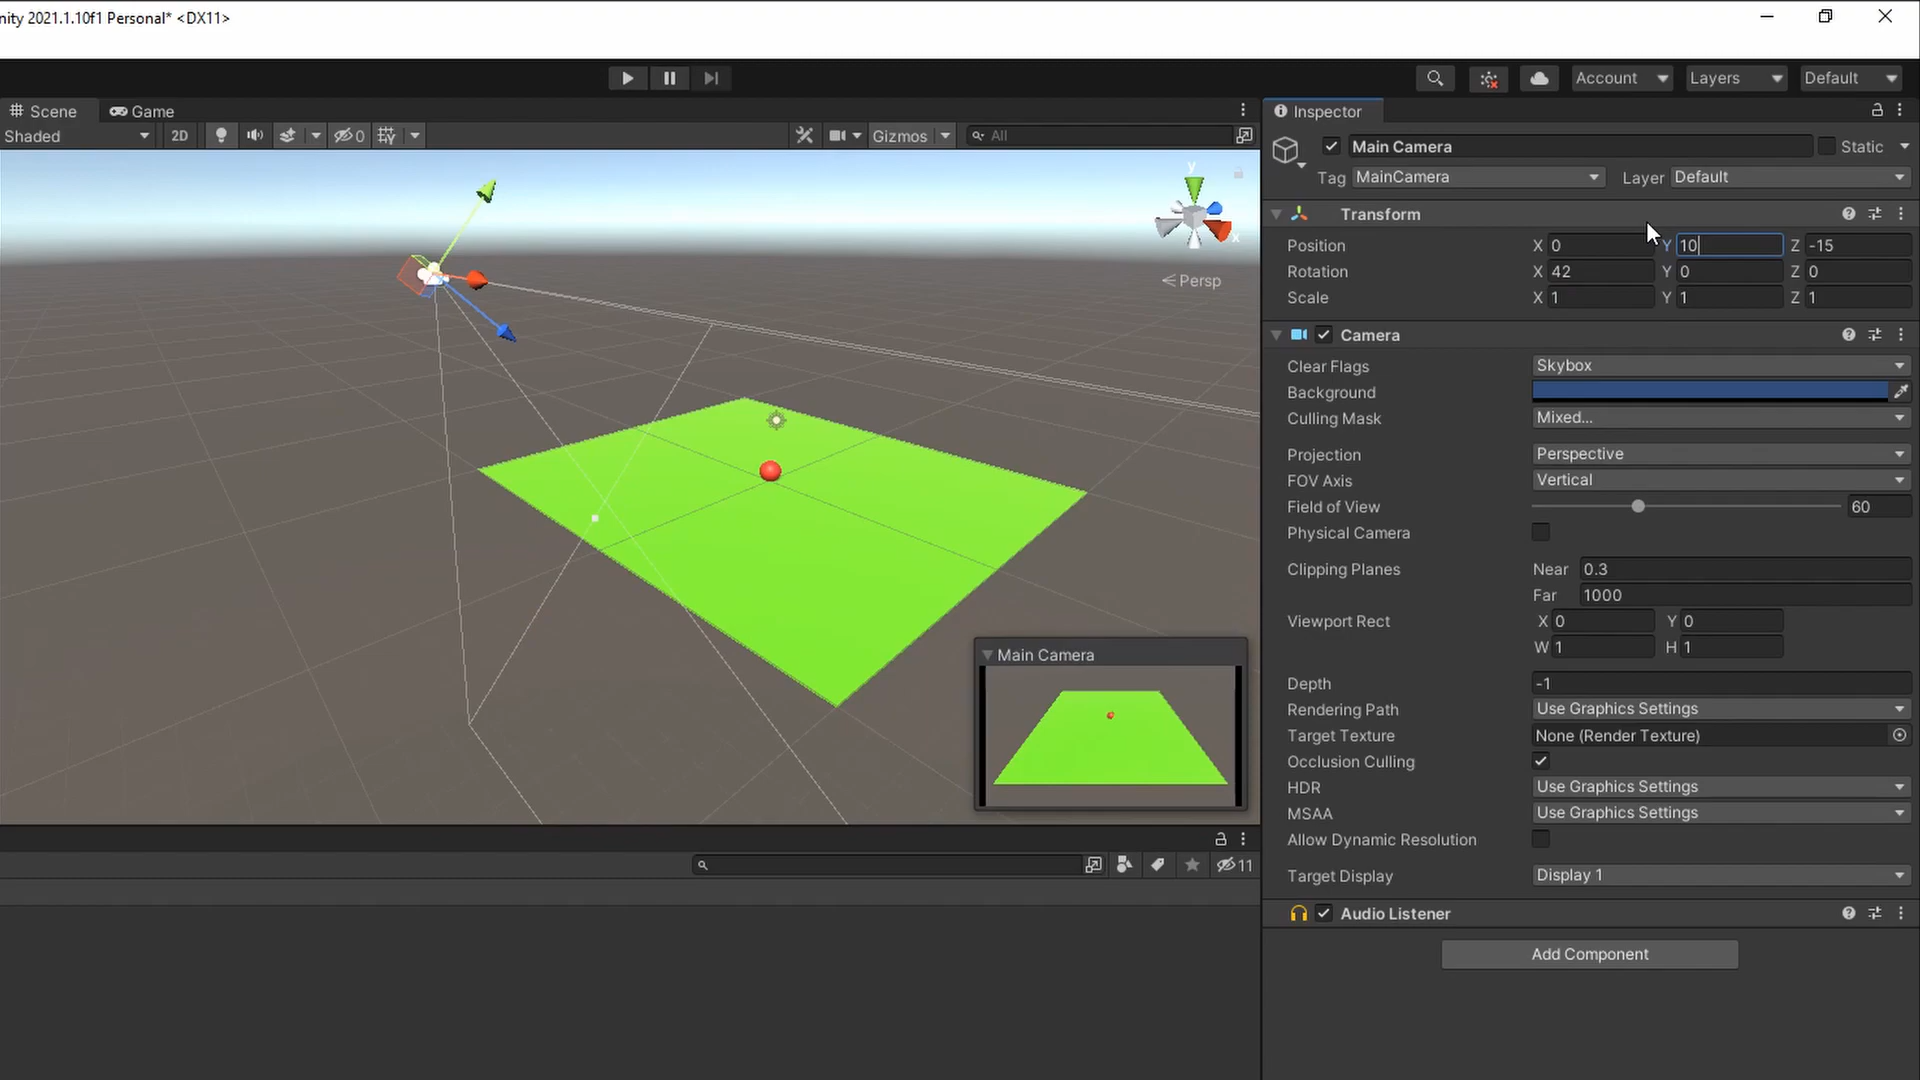 nity 2021.1.10f1 Personal* <DX11>
Account Layers Default
Scene Game
Inspector
Shaded 2D 0 Gizmos All
Main Camera Static
Tag MainCamera Layer Default
Transform
Position X 0 Y 10 Z -15
Rotation X 42 Y 0 Z 0
Scale X 1 Y 1 Z 1
y
x
Persp
Camera
Clear Flags Skybox
Background
Culling Mask Mixed...
Projection Perspective
FOV Axis Vertical
Field of View 60
Physical Camera
Clipping Planes Near 0.3
Far 1000
Viewport Rect X 0 Y 0
W 1 H 1
Main Camera
Depth -1
Rendering Path Use Graphics Settings
Target Texture None (Render Texture)
Occlusion Culling
HDR Use Graphics Settings
MSAA Use Graphics Settings
Allow Dynamic Resolution
11
Target Display Display 1
Audio Listener
Add Component